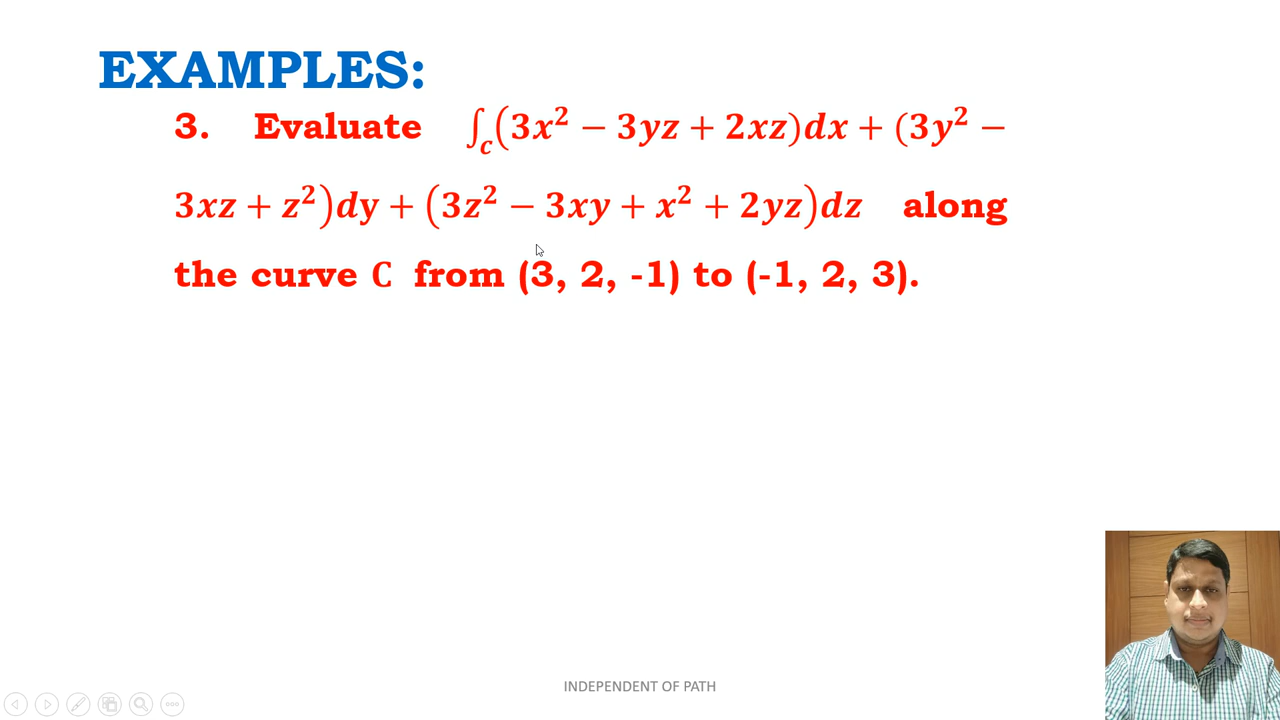 EXAMPLES:
3. Evaluate ∫_c(3x² − 3yz + 2xz)dx + (3y² −
3xz + z²)dy + (3z² − 3xy + x² + 2yz)dz along
the curve C from (3, 2, -1) to (-1, 2, 3).
INDEPENDENT OF PATH